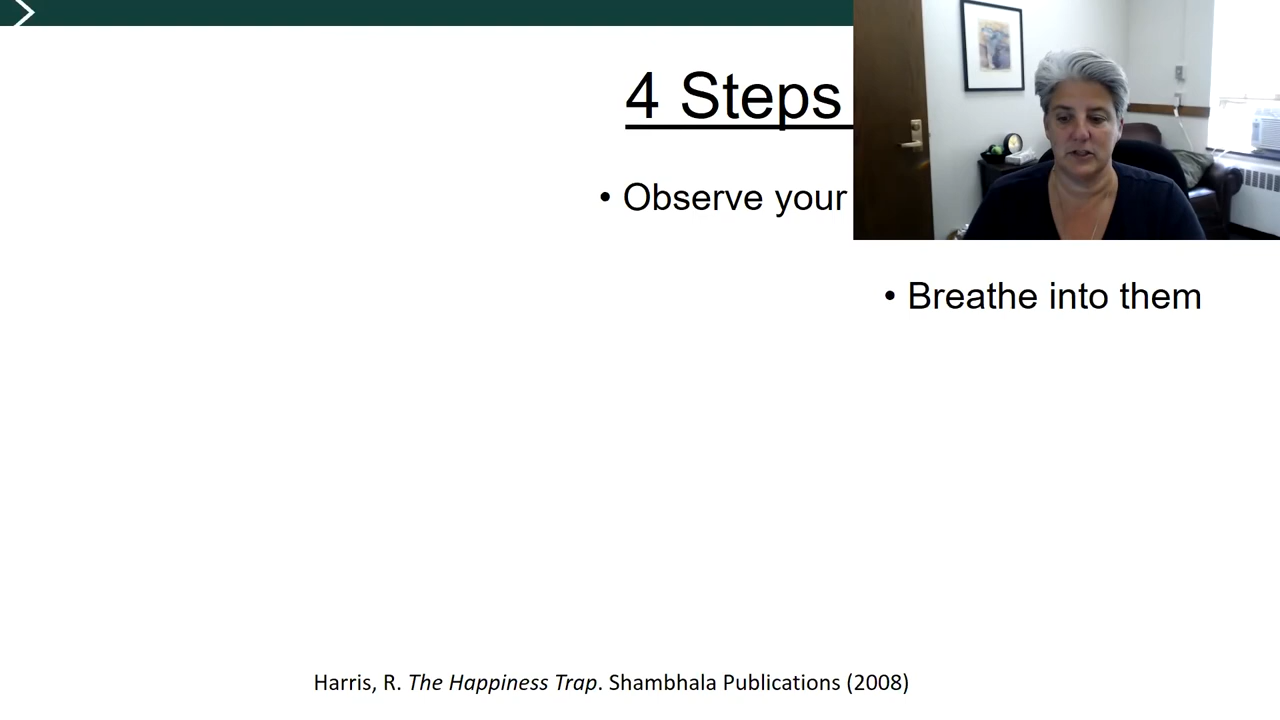 4 Steps
• Observe your
• Breathe into them
Harris, R. The Happiness Trap. Shambhala Publications (2008)